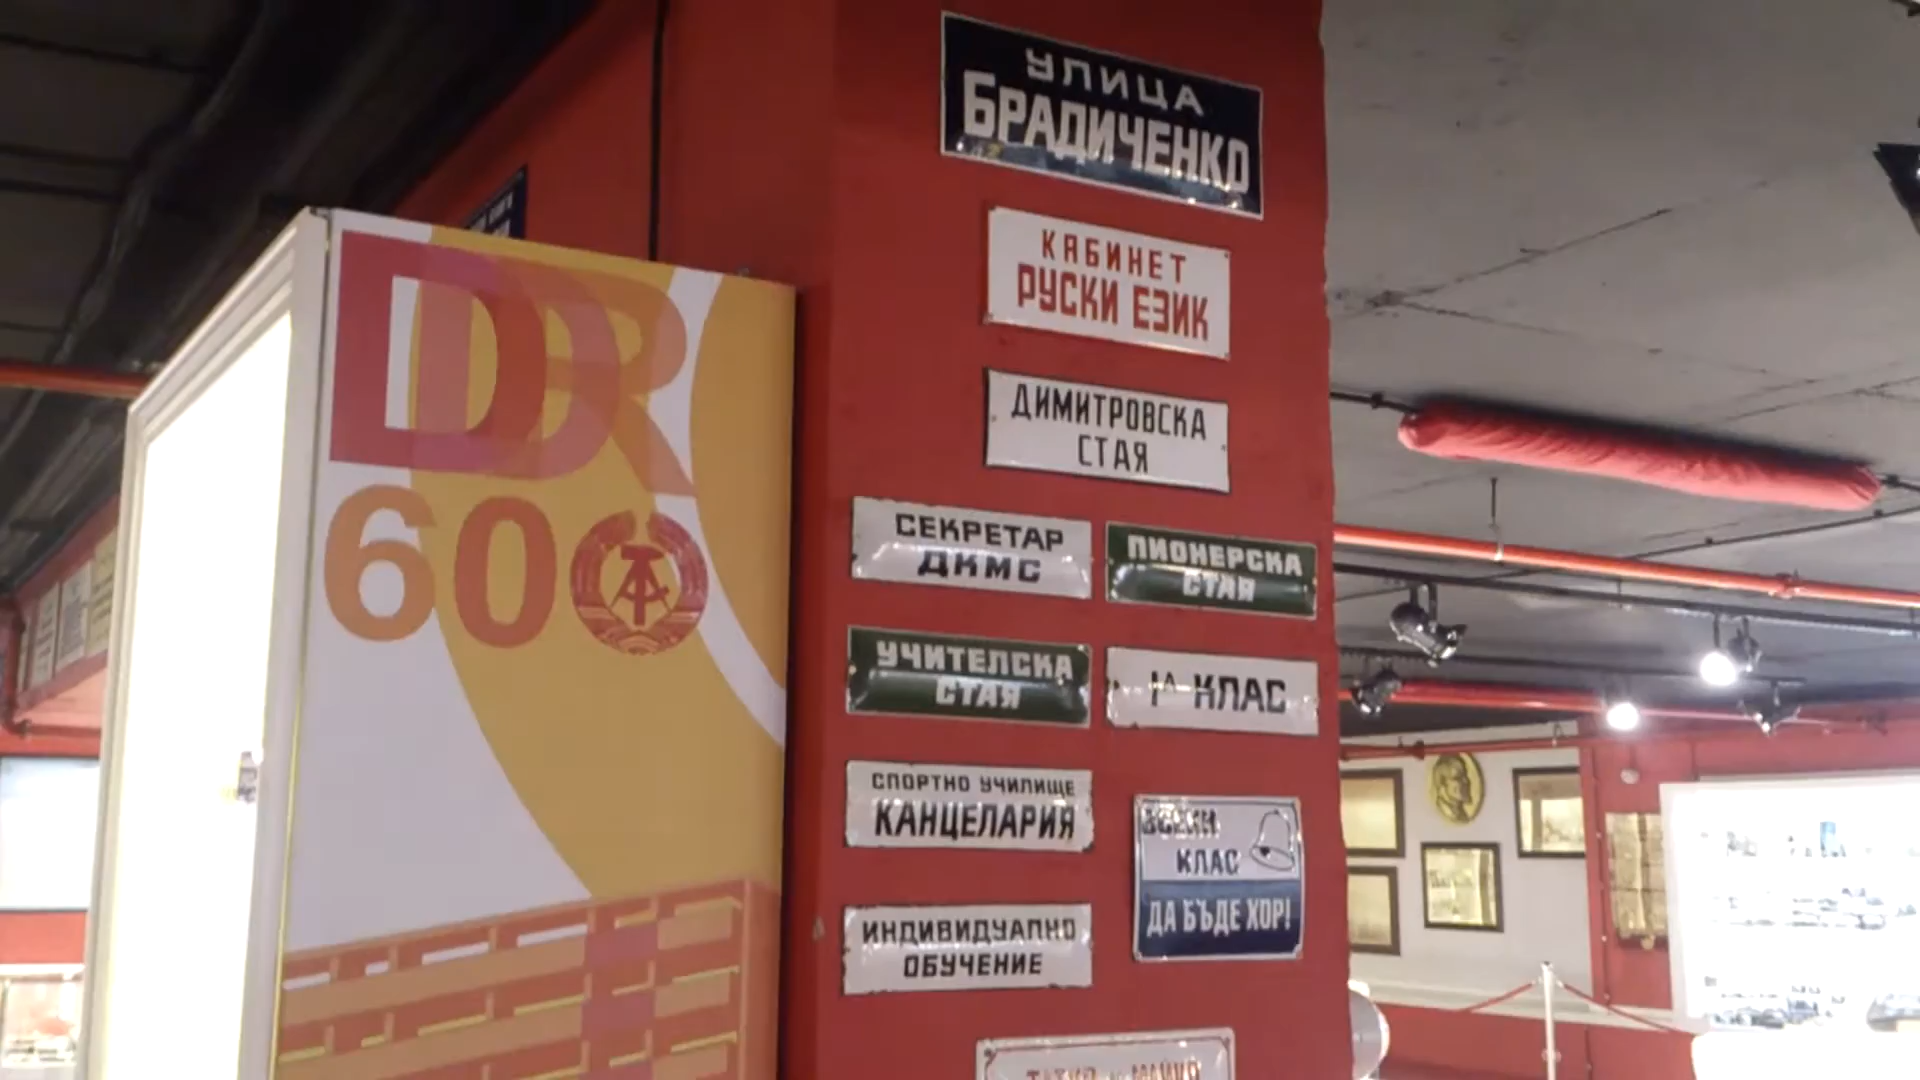 DDR
60
УЛИЦА
БРАДИЧЕНКО
КАБИНЕТ
РУСКИ ЕЗИК
ДИМИТРОВСКА
СТАЯ
СЕКРЕТАР
ДКМС
ПИОНЕРСКА
СТАЯ
УЧИТЕЛСКА
СТАЯ
IА КЛАС
СПОРТНО УЧИЛИЩЕ
КАНЦЕЛАРИЯ
ВСЕКИ
КЛАС
ДА БЪДЕ ХОР!
ИНДИВИДУАЛНО
ОБУЧЕНИЕ